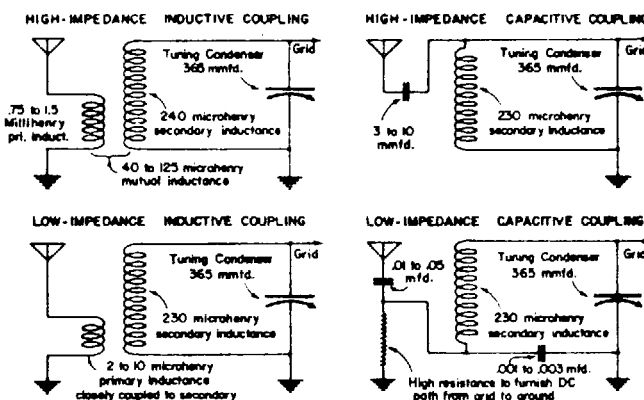 HIGH-IMPEDANCE INDUCTIVE COUPLING
Grid
Tuning Condenser
365 mmfd.
.75 to 1.5
Millihenry
pri. induct.
240 microhenry
secondary inductance
40 to 125 microhenry
mutual inductance
HIGH-IMPEDANCE CAPACITIVE COUPLING
Grid
Tuning Condenser
365 mmfd.
3 to 10
mmfd.
230 microhenry
secondary inductance
LOW-IMPEDANCE INDUCTIVE COUPLING
Grid
Tuning Condenser
365 mmfd.
230 microhenry
secondary inductance
2 to 10 microhenry
primary inductance
closely coupled to secondary
LOW-IMPEDANCE CAPACITIVE COUPLING
Grid
.01 to .05
mfd.
Tuning Condenser
365 mmfd.
230 microhenry
secondary inductance
.001 to .003 mfd.
High resistance to furnish DC
path from grid to ground